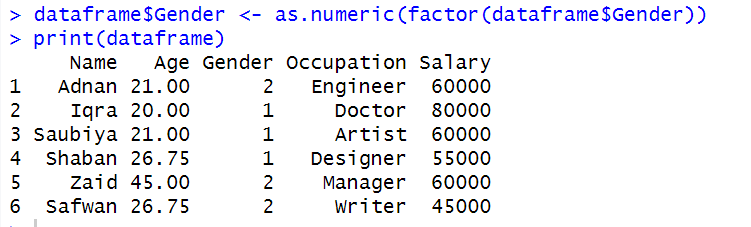 > dataframe$Gender <- as.numeric(factor(dataframe$Gender))
> print(dataframe)
Name Age Gender Occupation Salary
1 Adnan 21.00 2 Engineer 60000
2 Iqra 20.00 1 Doctor 80000
3 Saubiya 21.00 1 Artist 60000
4 Shaban 26.75 1 Designer 55000
5 Zaid 45.00 2 Manager 60000
6 Safwan 26.75 2 Writer 45000